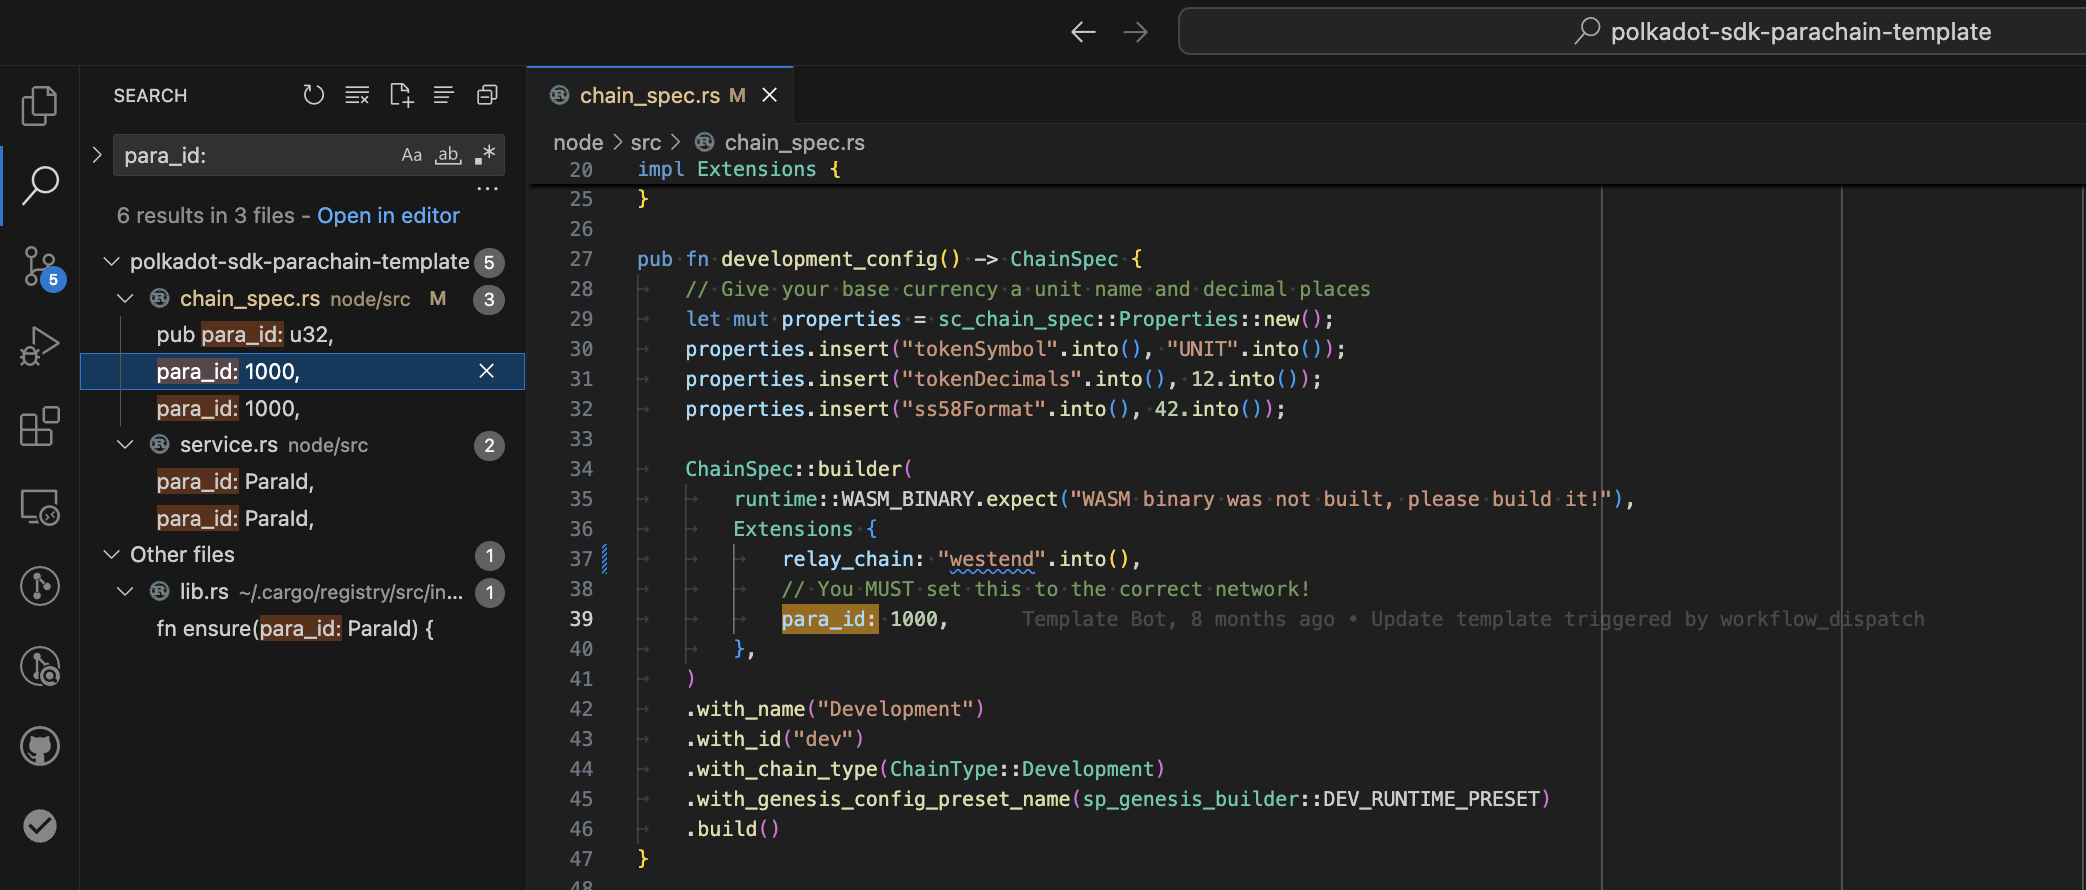 polkadot-sdk-parachain-template
SEARCH
para_id:
Aa
ab
.*
6 results in 3 files - Open in editor
polkadot-sdk-parachain-template 5
chain_spec.rs node/src M 3
pub para_id: u32,
para_id: 1000,
para_id: 1000,
service.rs node/src 2
para_id: ParaId,
para_id: ParaId,
Other files 1
lib.rs ~/.cargo/registry/src/in... 1
fn ensure(para_id: ParaId) {
5
chain_spec.rs M
node > src > chain_spec.rs
20 impl Extensions {
25 }
26
27 pub fn development_config() -> ChainSpec {
28 // Give your base currency a unit name and decimal places
29 let mut properties = sc_chain_spec::Properties::new();
30 properties.insert("tokenSymbol".into(), "UNIT".into());
31 properties.insert("tokenDecimals".into(), 12.into());
32 properties.insert("ss58Format".into(), 42.into());
33
34 ChainSpec::builder(
35 runtime::WASM_BINARY.expect("WASM binary was not built, please build it!"),
36 Extensions {
37 relay_chain: "westend".into(),
38 // You MUST set this to the correct network!
39 para_id: 1000, Template Bot, 8 months ago • Update template triggered by workflow_dispatch
40 },
41 )
42 .with_name("Development")
43 .with_id("dev")
44 .with_chain_type(ChainType::Development)
45 .with_genesis_config_preset_name(sp_genesis_builder::DEV_RUNTIME_PRESET)
46 .build()
47 }
48